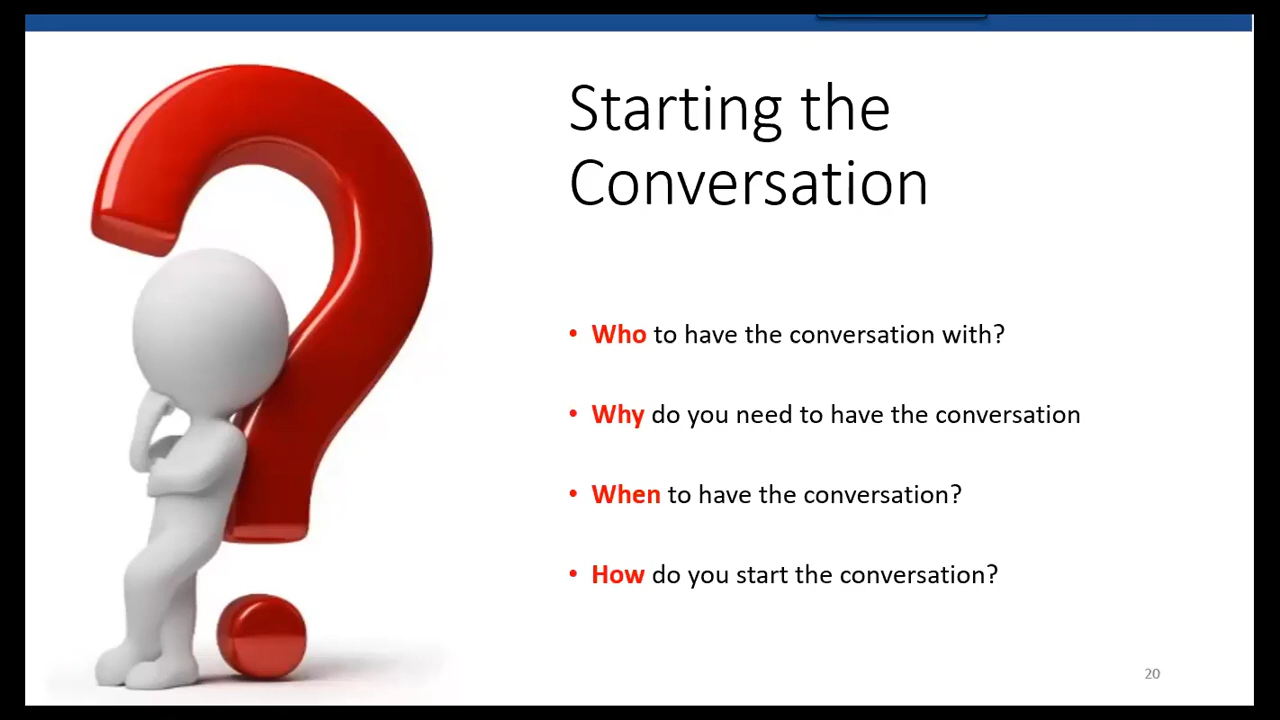 Starting the
Conversation
• Who to have the conversation with?
• Why do you need to have the conversation
• When to have the conversation?
• How do you start the conversation?
20